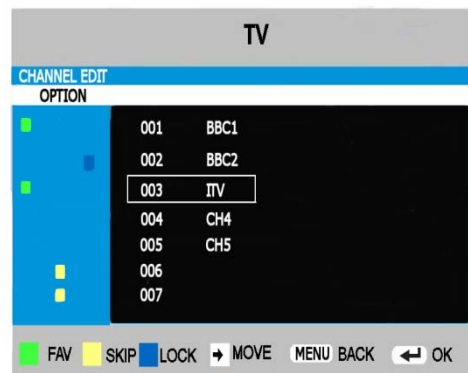 TV
CHANNEL EDIT
OPTION
001 BBC1
002 BBC2
003 ITV
004 CH4
005 CH5
006
007
FAV SKIP LOCK MOVE MENU BACK OK